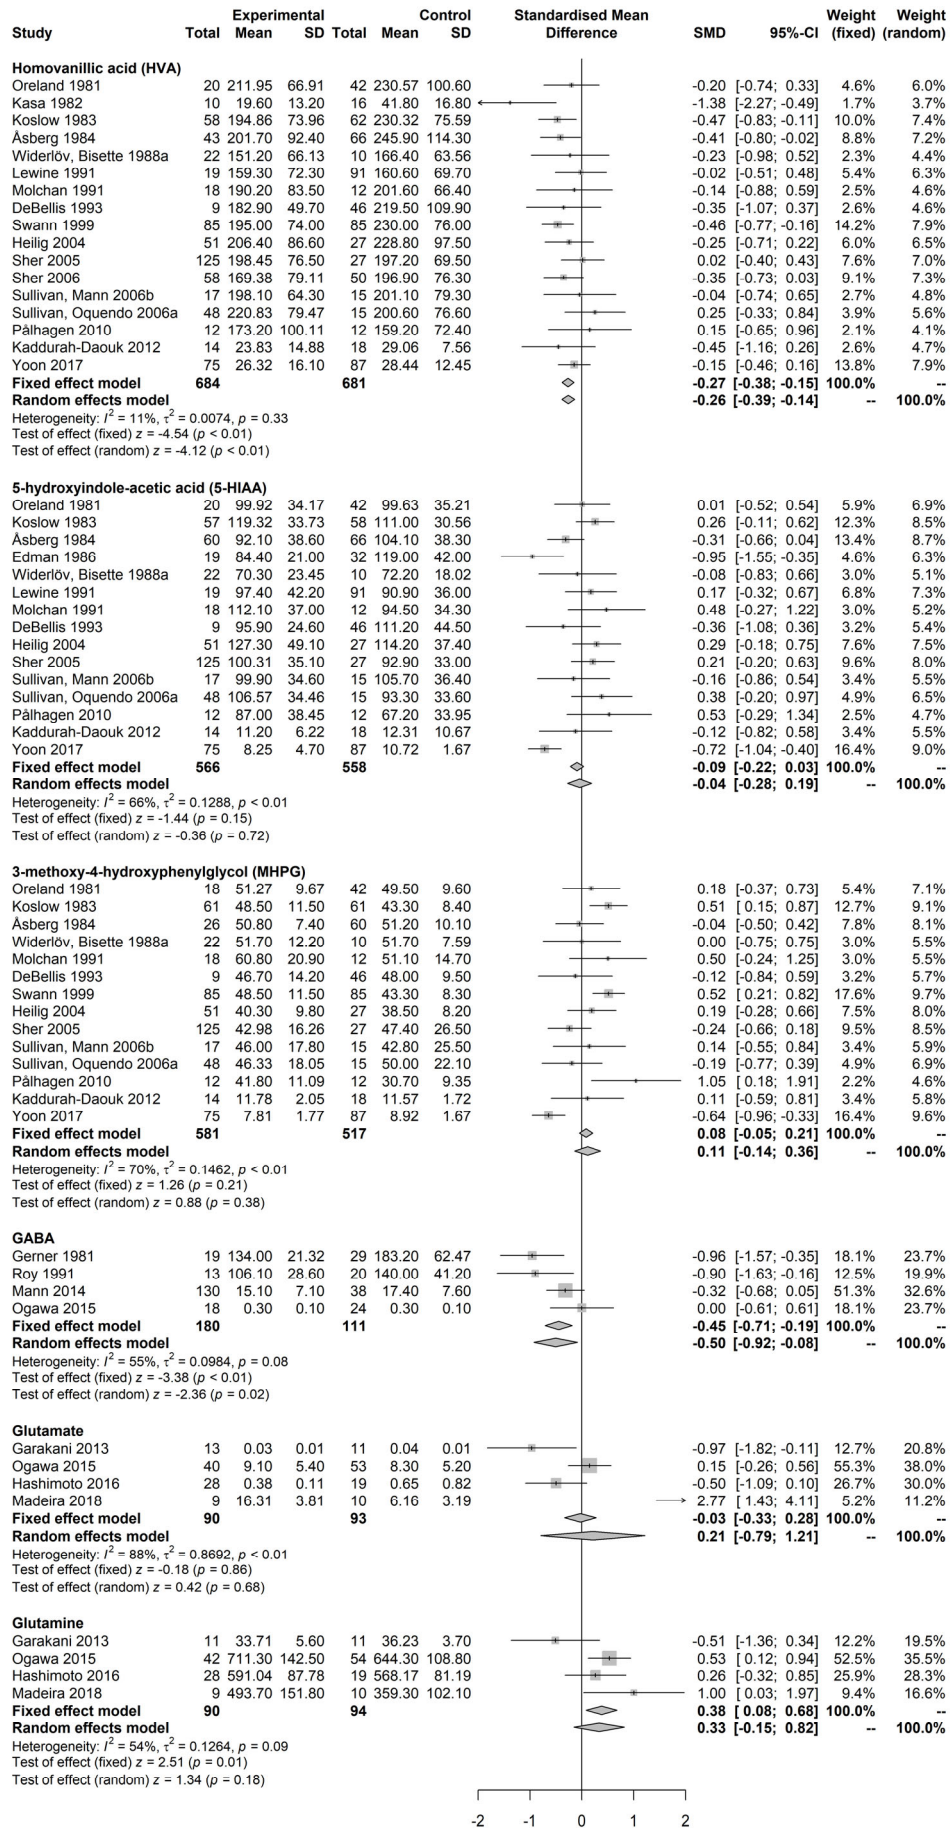 Experimental Control Standardised Mean Weight Weight
Study Total Mean SD Total Mean SD Difference SMD 95%-CI (fixed) (random)
Homovanillic acid (HVA)
Oreland 1981 20 211.95 66.91 42 230.57 100.60 -0.20 [-0.74; 0.33] 4.6% 6.0%
Kasa 1982 10 19.60 13.20 16 41.80 16.80 -1.38 [-2.27; -0.49] 1.7% 3.7%
Koslow 1983 58 194.86 73.96 62 230.32 75.59 -0.47 [-0.83; -0.11] 10.0% 7.4%
Åsberg 1984 43 201.70 92.40 66 245.90 114.30 -0.41 [-0.80; -0.02] 8.8% 7.2%
Widerlöv, Bisette 1988a 22 151.20 66.13 10 166.40 63.56 -0.23 [-0.98; 0.52] 2.3% 4.4%
Lewine 1991 19 159.30 72.30 91 160.60 69.70 -0.02 [-0.51; 0.48] 5.4% 6.3%
Molchan 1991 18 190.20 83.50 12 201.60 66.40 -0.14 [-0.88; 0.59] 2.5% 4.6%
DeBellis 1993 9 182.90 49.70 46 219.50 109.90 -0.35 [-1.07; 0.37] 2.6% 4.6%
Swann 1999 85 195.00 74.00 85 230.00 76.00 -0.46 [-0.77; -0.16] 14.2% 7.9%
Heilig 2004 51 206.40 86.60 27 228.80 97.50 -0.25 [-0.71; 0.22] 6.0% 6.5%
Sher 2005 125 198.45 76.50 27 197.20 69.50 0.02 [-0.40; 0.43] 7.6% 7.0%
Sher 2006 58 169.38 79.11 50 196.90 76.30 -0.35 [-0.73; 0.03] 9.1% 7.3%
Sullivan, Mann 2006b 17 198.10 64.30 15 201.10 79.30 -0.04 [-0.74; 0.65] 2.7% 4.8%
Sullivan, Oquendo 2006a 48 220.83 79.47 15 200.60 76.60 0.25 [-0.33; 0.84] 3.9% 5.6%
Pålhagen 2010 12 173.20 100.11 12 159.20 72.40 0.15 [-0.65; 0.96] 2.1% 4.1%
Kaddurah-Daouk 2012 14 23.83 14.88 18 29.06 7.56 -0.45 [-1.16; 0.26] 2.6% 4.7%
Yoon 2017 75 26.32 16.10 87 28.44 12.45 -0.15 [-0.46; 0.16] 13.8% 7.9%
Fixed effect model 684 681 -0.27 [-0.38; -0.15] 100.0% --
Random effects model -0.26 [-0.39; -0.14] -- 100.0%
Heterogeneity: I² = 11%, τ² = 0.0074, p = 0.33
Test of effect (fixed) z = -4.54 (p < 0.01)
Test of effect (random) z = -4.12 (p < 0.01)
5-hydroxyindole-acetic acid (5-HIAA)
Oreland 1981 20 99.92 34.17 42 99.63 35.21 0.01 [-0.52; 0.54] 5.9% 6.9%
Koslow 1983 57 119.32 33.73 58 111.00 30.56 0.26 [-0.11; 0.62] 12.3% 8.5%
Åsberg 1984 60 92.10 38.60 66 104.10 38.30 -0.31 [-0.66; 0.04] 13.4% 8.7%
Edman 1986 19 84.40 21.00 32 119.00 42.00 -0.95 [-1.55; -0.35] 4.6% 6.3%
Widerlöv, Bisette 1988a 22 70.30 23.45 10 72.20 18.02 -0.08 [-0.83; 0.66] 3.0% 5.1%
Lewine 1991 19 97.40 42.20 91 90.90 36.00 0.17 [-0.32; 0.67] 6.8% 7.3%
Molchan 1991 18 112.10 37.00 12 94.50 34.30 0.48 [-0.27; 1.22] 3.0% 5.2%
DeBellis 1993 9 95.90 24.60 46 111.20 44.50 -0.36 [-1.08; 0.36] 3.2% 5.4%
Heilig 2004 51 127.30 49.10 27 114.20 37.40 0.29 [-0.18; 0.75] 7.6% 7.5%
Sher 2005 125 100.31 35.10 27 92.90 33.00 0.21 [-0.20; 0.63] 9.6% 8.0%
Sullivan, Mann 2006b 17 99.90 34.60 15 105.70 36.40 -0.16 [-0.86; 0.54] 3.4% 5.5%
Sullivan, Oquendo 2006a 48 106.57 34.46 15 93.30 33.60 0.38 [-0.20; 0.97] 4.9% 6.5%
Pålhagen 2010 12 87.00 38.45 12 67.20 33.95 0.53 [-0.29; 1.34] 2.5% 4.7%
Kaddurah-Daouk 2012 14 11.20 6.22 18 12.31 10.67 -0.12 [-0.82; 0.58] 3.4% 5.5%
Yoon 2017 75 8.25 4.70 87 10.72 1.67 -0.72 [-1.04; -0.40] 16.4% 9.0%
Fixed effect model 566 558 -0.09 [-0.22; 0.03] 100.0% --
Random effects model -0.04 [-0.28; 0.19] -- 100.0%
Heterogeneity: I² = 66%, τ² = 0.1288, p < 0.01
Test of effect (fixed) z = -1.44 (p = 0.15)
Test of effect (random) z = -0.36 (p = 0.72)
3-methoxy-4-hydroxyphenylglycol (MHPG)
Oreland 1981 18 51.27 9.67 42 49.50 9.60 0.18 [-0.37; 0.73] 5.4% 7.1%
Koslow 1983 61 48.50 11.50 61 43.30 8.40 0.51 [ 0.15; 0.87] 12.7% 9.1%
Åsberg 1984 26 50.80 7.40 60 51.20 10.10 -0.04 [-0.50; 0.42] 7.8% 8.1%
Widerlöv, Bisette 1988a 22 51.70 12.20 10 51.70 7.59 0.00 [-0.75; 0.75] 3.0% 5.5%
Molchan 1991 18 60.80 20.90 12 51.10 14.70 0.50 [-0.24; 1.25] 3.0% 5.5%
DeBellis 1993 9 46.70 14.20 46 48.00 9.50 -0.12 [-0.84; 0.59] 3.2% 5.7%
Swann 1999 85 48.50 11.50 85 43.30 8.30 0.52 [ 0.21; 0.82] 17.6% 9.7%
Heilig 2004 51 40.30 9.80 27 38.50 8.20 0.19 [-0.28; 0.66] 7.5% 8.0%
Sher 2005 125 42.98 16.26 27 47.40 26.50 -0.24 [-0.66; 0.18] 9.5% 8.5%
Sullivan, Mann 2006b 17 46.00 17.80 15 42.80 25.50 0.14 [-0.55; 0.84] 3.4% 5.9%
Sullivan, Oquendo 2006a 48 46.33 18.05 15 50.00 22.10 -0.19 [-0.77; 0.39] 4.9% 6.9%
Pålhagen 2010 12 41.80 11.09 12 30.70 9.35 1.05 [ 0.18; 1.91] 2.2% 4.6%
Kaddurah-Daouk 2012 14 11.78 2.05 18 11.57 1.72 0.11 [-0.59; 0.81] 3.4% 5.8%
Yoon 2017 75 7.81 1.77 87 8.92 1.67 -0.64 [-0.96; -0.33] 16.4% 9.6%
Fixed effect model 581 517 0.08 [-0.05; 0.21] 100.0% --
Random effects model 0.11 [-0.14; 0.36] -- 100.0%
Heterogeneity: I² = 70%, τ² = 0.1462, p < 0.01
Test of effect (fixed) z = 1.26 (p = 0.21)
Test of effect (random) z = 0.88 (p = 0.38)
GABA
Gerner 1981 19 134.00 21.32 29 183.20 62.47 -0.96 [-1.57; -0.35] 18.1% 23.7%
Roy 1991 13 106.10 28.60 20 140.00 41.20 -0.90 [-1.63; -0.16] 12.5% 19.9%
Mann 2014 130 15.10 7.10 38 17.40 7.60 -0.32 [-0.68; 0.05] 51.3% 32.6%
Ogawa 2015 18 0.30 0.10 24 0.30 0.10 0.00 [-0.61; 0.61] 18.1% 23.7%
Fixed effect model 180 111 -0.45 [-0.71; -0.19] 100.0% --
Random effects model -0.50 [-0.92; -0.08] -- 100.0%
Heterogeneity: I² = 55%, τ² = 0.0984, p = 0.08
Test of effect (fixed) z = -3.38 (p < 0.01)
Test of effect (random) z = -2.36 (p = 0.02)
Glutamate
Garakani 2013 13 0.03 0.01 11 0.04 0.01 -0.97 [-1.82; -0.11] 12.7% 20.8%
Ogawa 2015 40 9.10 5.40 53 8.30 5.20 0.15 [-0.26; 0.56] 55.3% 38.0%
Hashimoto 2016 28 0.38 0.11 19 0.65 0.82 -0.50 [-1.09; 0.10] 26.7% 30.0%
Madeira 2018 9 16.31 3.81 10 6.16 3.19 2.77 [ 1.43; 4.11] 5.2% 11.2%
Fixed effect model 90 93 -0.03 [-0.33; 0.28] 100.0% --
Random effects model 0.21 [-0.79; 1.21] -- 100.0%
Heterogeneity: I² = 88%, τ² = 0.8692, p < 0.01
Test of effect (fixed) z = -0.18 (p = 0.86)
Test of effect (random) z = 0.42 (p = 0.68)
Glutamine
Garakani 2013 11 33.71 5.60 11 36.23 3.70 -0.51 [-1.36; 0.34] 12.2% 19.5%
Ogawa 2015 42 711.30 142.50 54 644.30 108.80 0.53 [ 0.12; 0.94] 52.5% 35.5%
Hashimoto 2016 28 591.04 87.78 19 568.17 81.19 0.26 [-0.32; 0.85] 25.9% 28.3%
Madeira 2018 9 493.70 151.80 10 359.30 102.10 1.00 [ 0.03; 1.97] 9.4% 16.6%
Fixed effect model 90 94 0.38 [ 0.08; 0.68] 100.0% --
Random effects model 0.33 [-0.15; 0.82] -- 100.0%
Heterogeneity: I² = 54%, τ² = 0.1264, p = 0.09
Test of effect (fixed) z = 2.51 (p = 0.01)
Test of effect (random) z = 1.34 (p = 0.18)
-2 -1 0 1 2